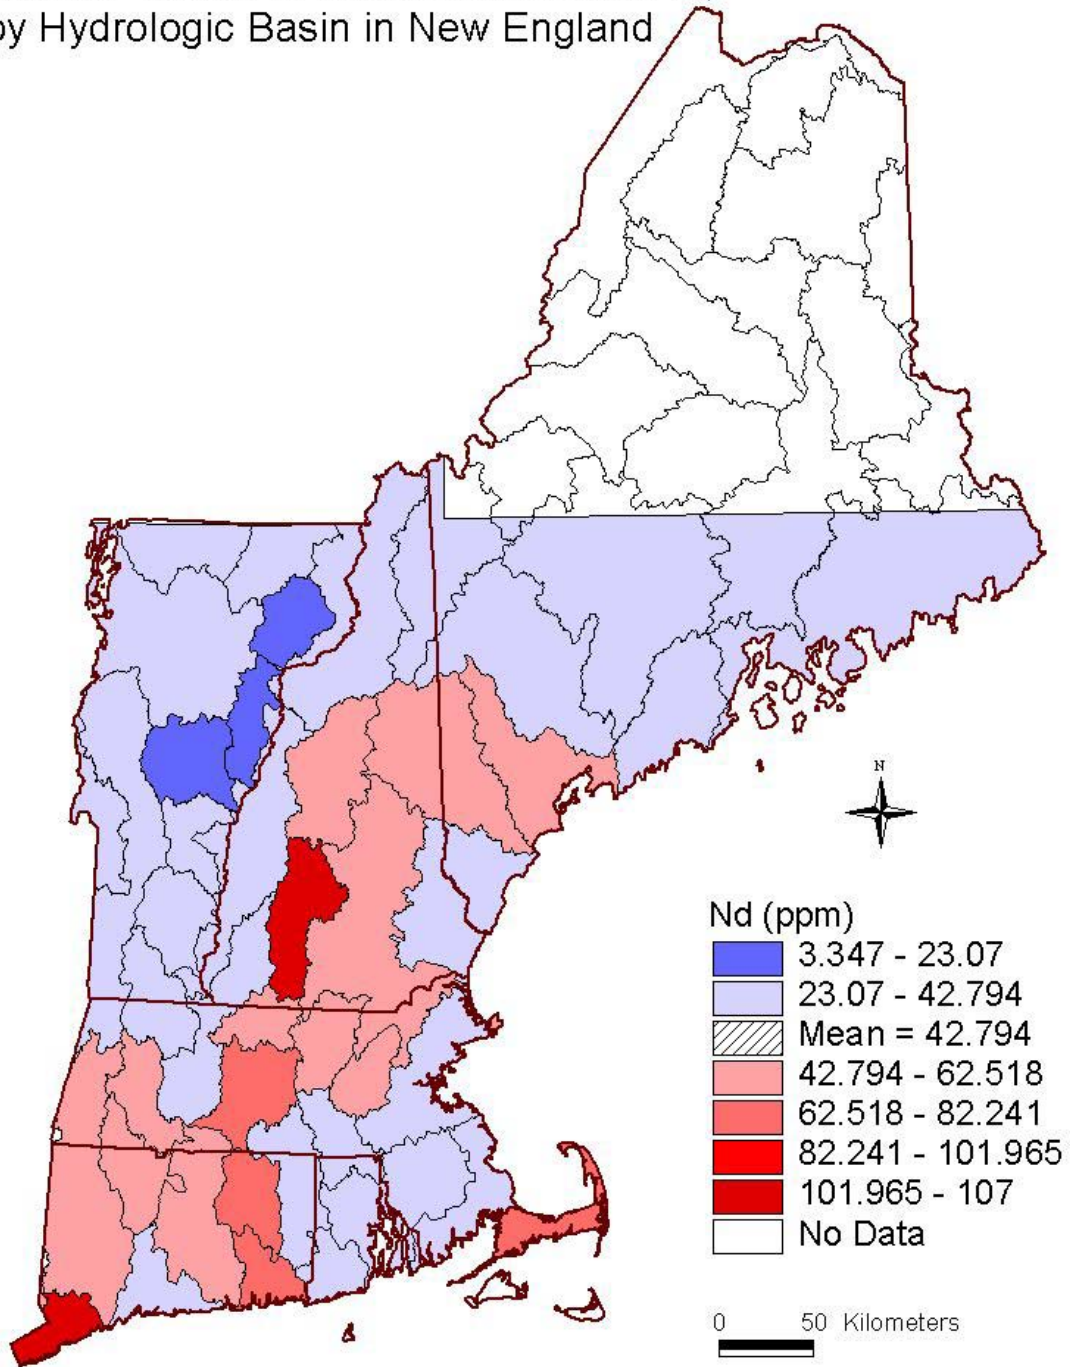 by Hydrologic Basin in New England
N
Nd (ppm)
3.347 - 23.07
23.07 - 42.794
Mean = 42.794
42.794 - 62.518
62.518 - 82.241
82.241 - 101.965
101.965 - 107
No Data
0 50 Kilometers